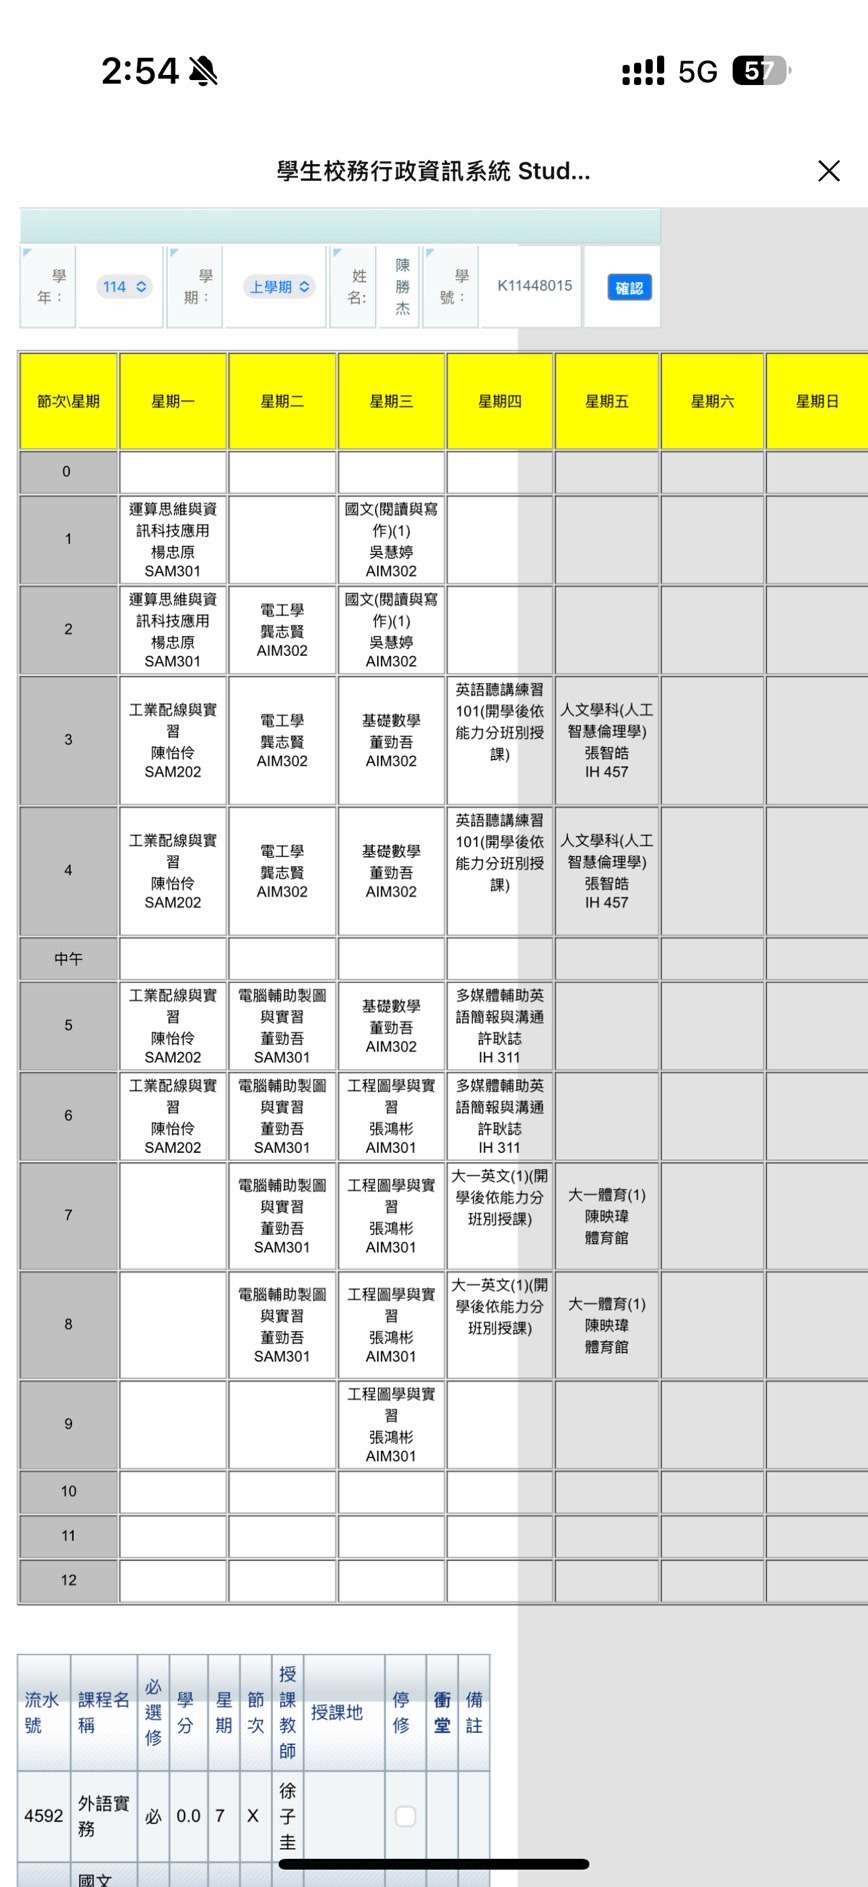 2:54
5G 57
學生校務行政資訊系統 Stud...
學年： 114 學期： 上學期 姓名: 陳勝杰 學號： K11448015 確認
節次\星期 星期一 星期二 星期三 星期四 星期五 星期六 星期日
0
1
運算思維與資
訊科技應用
楊忠原
SAM301
國文(閱讀與寫
作)(1)
吳慧婷
AIM302
2
運算思維與資
訊科技應用
楊忠原
SAM301
電工學
龔志賢
AIM302
國文(閱讀與寫
作)(1)
吳慧婷
AIM302
3
工業配線與實
習
陳怡伶
SAM202
電工學
龔志賢
AIM302
基礎數學
董勁吾
AIM302
英語聽講練習
101(開學後依
能力分班別授
課)
人文學科(人工
智慧倫理學)
張智皓
IH 457
4
工業配線與實
習
陳怡伶
SAM202
電工學
龔志賢
AIM302
基礎數學
董勁吾
AIM302
英語聽講練習
101(開學後依
能力分班別授
課)
人文學科(人工
智慧倫理學)
張智皓
IH 457
中午
5
工業配線與實
習
陳怡伶
SAM202
電腦輔助製圖
與實習
董勁吾
SAM301
基礎數學
董勁吾
AIM302
多媒體輔助英
語簡報與溝通
許耿誌
IH 311
6
工業配線與實
習
陳怡伶
SAM202
電腦輔助製圖
與實習
董勁吾
SAM301
工程圖學與實
習
張鴻彬
AIM301
多媒體輔助英
語簡報與溝通
許耿誌
IH 311
7
電腦輔助製圖
與實習
董勁吾
SAM301
工程圖學與實
習
張鴻彬
AIM301
大一英文(1)(開
學後依能力分
班別授課)
大一體育(1)
陳映瑋
體育館
8
電腦輔助製圖
與實習
董勁吾
SAM301
工程圖學與實
習
張鴻彬
AIM301
大一英文(1)(開
學後依能力分
班別授課)
大一體育(1)
陳映瑋
體育館
9
工程圖學與實
習
張鴻彬
AIM301
10
11
12
流水號 課程名稱 必選修 學分 星期 節次 授課教師 授課地 停修 衝堂 備註
4592 外語實務 必 0.0 7 X 徐子圭
國文